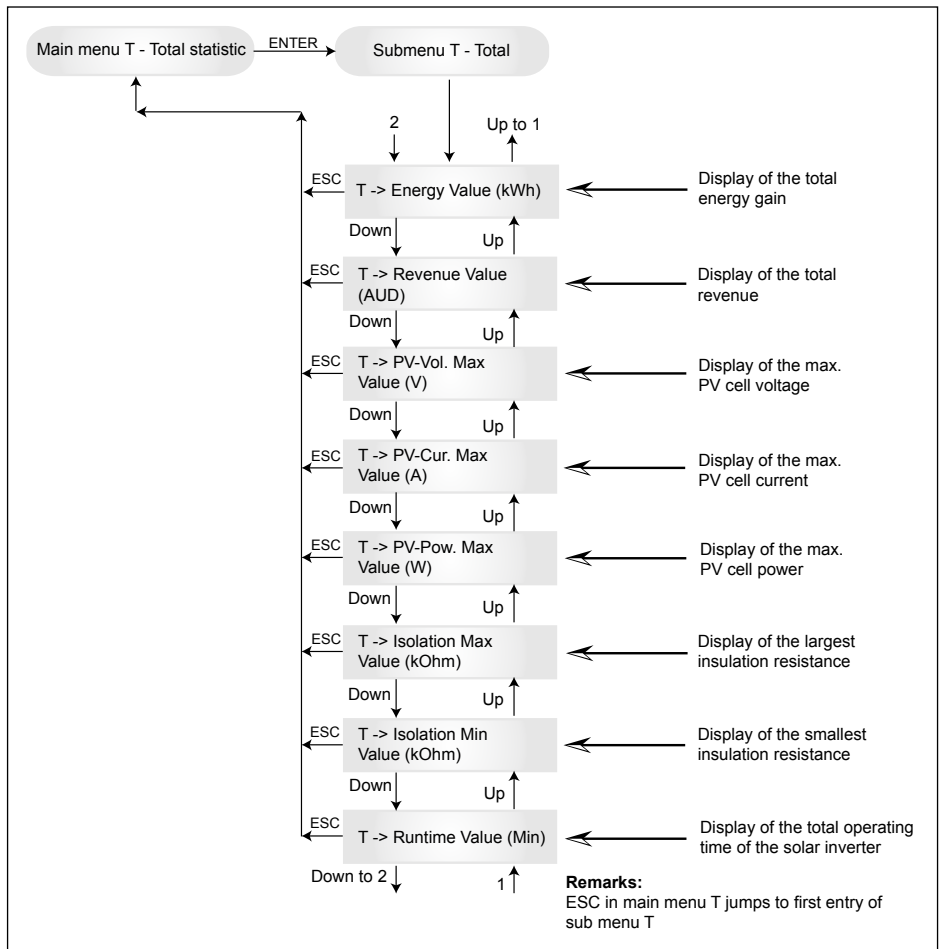 Main menu T - Total statistic
ENTER
Submenu T - Total
2
Up to 1
ESC
T -> Energy Value (kWh)
Display of the total
energy gain
Down
Up
ESC
T -> Revenue Value
(AUD)
Display of the total
revenue
Down
Up
ESC
T -> PV-Vol. Max
Value (V)
Display of the max.
PV cell voltage
Down
Up
ESC
T -> PV-Cur. Max
Value (A)
Display of the max.
PV cell current
Down
Up
ESC
T -> PV-Pow. Max
Value (W)
Display of the max.
PV cell power
Down
Up
ESC
T -> Isolation Max
Value (kOhm)
Display of the largest
insulation resistance
Down
Up
ESC
T -> Isolation Min
Value (kOhm)
Display of the smallest
insulation resistance
Down
Up
ESC
T -> Runtime Value (Min)
Display of the total operating
time of the solar inverter
Down to 2
1
Remarks:
ESC in main menu T jumps to first entry of
sub menu T